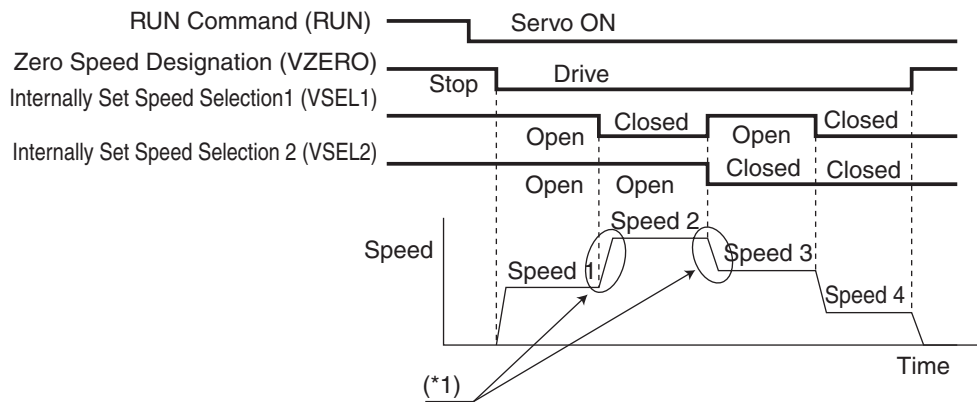 RUN Command (RUN)
Servo ON
Zero Speed Designation (VZERO)
Stop
Drive
Internally Set Speed Selection1 (VSEL1)
Open
Closed
Open
Closed
Internally Set Speed Selection 2 (VSEL2)
Open
Open
Closed
Closed
Speed
Speed 1
Speed 2
Speed 3
Speed 4
Time
(*1)